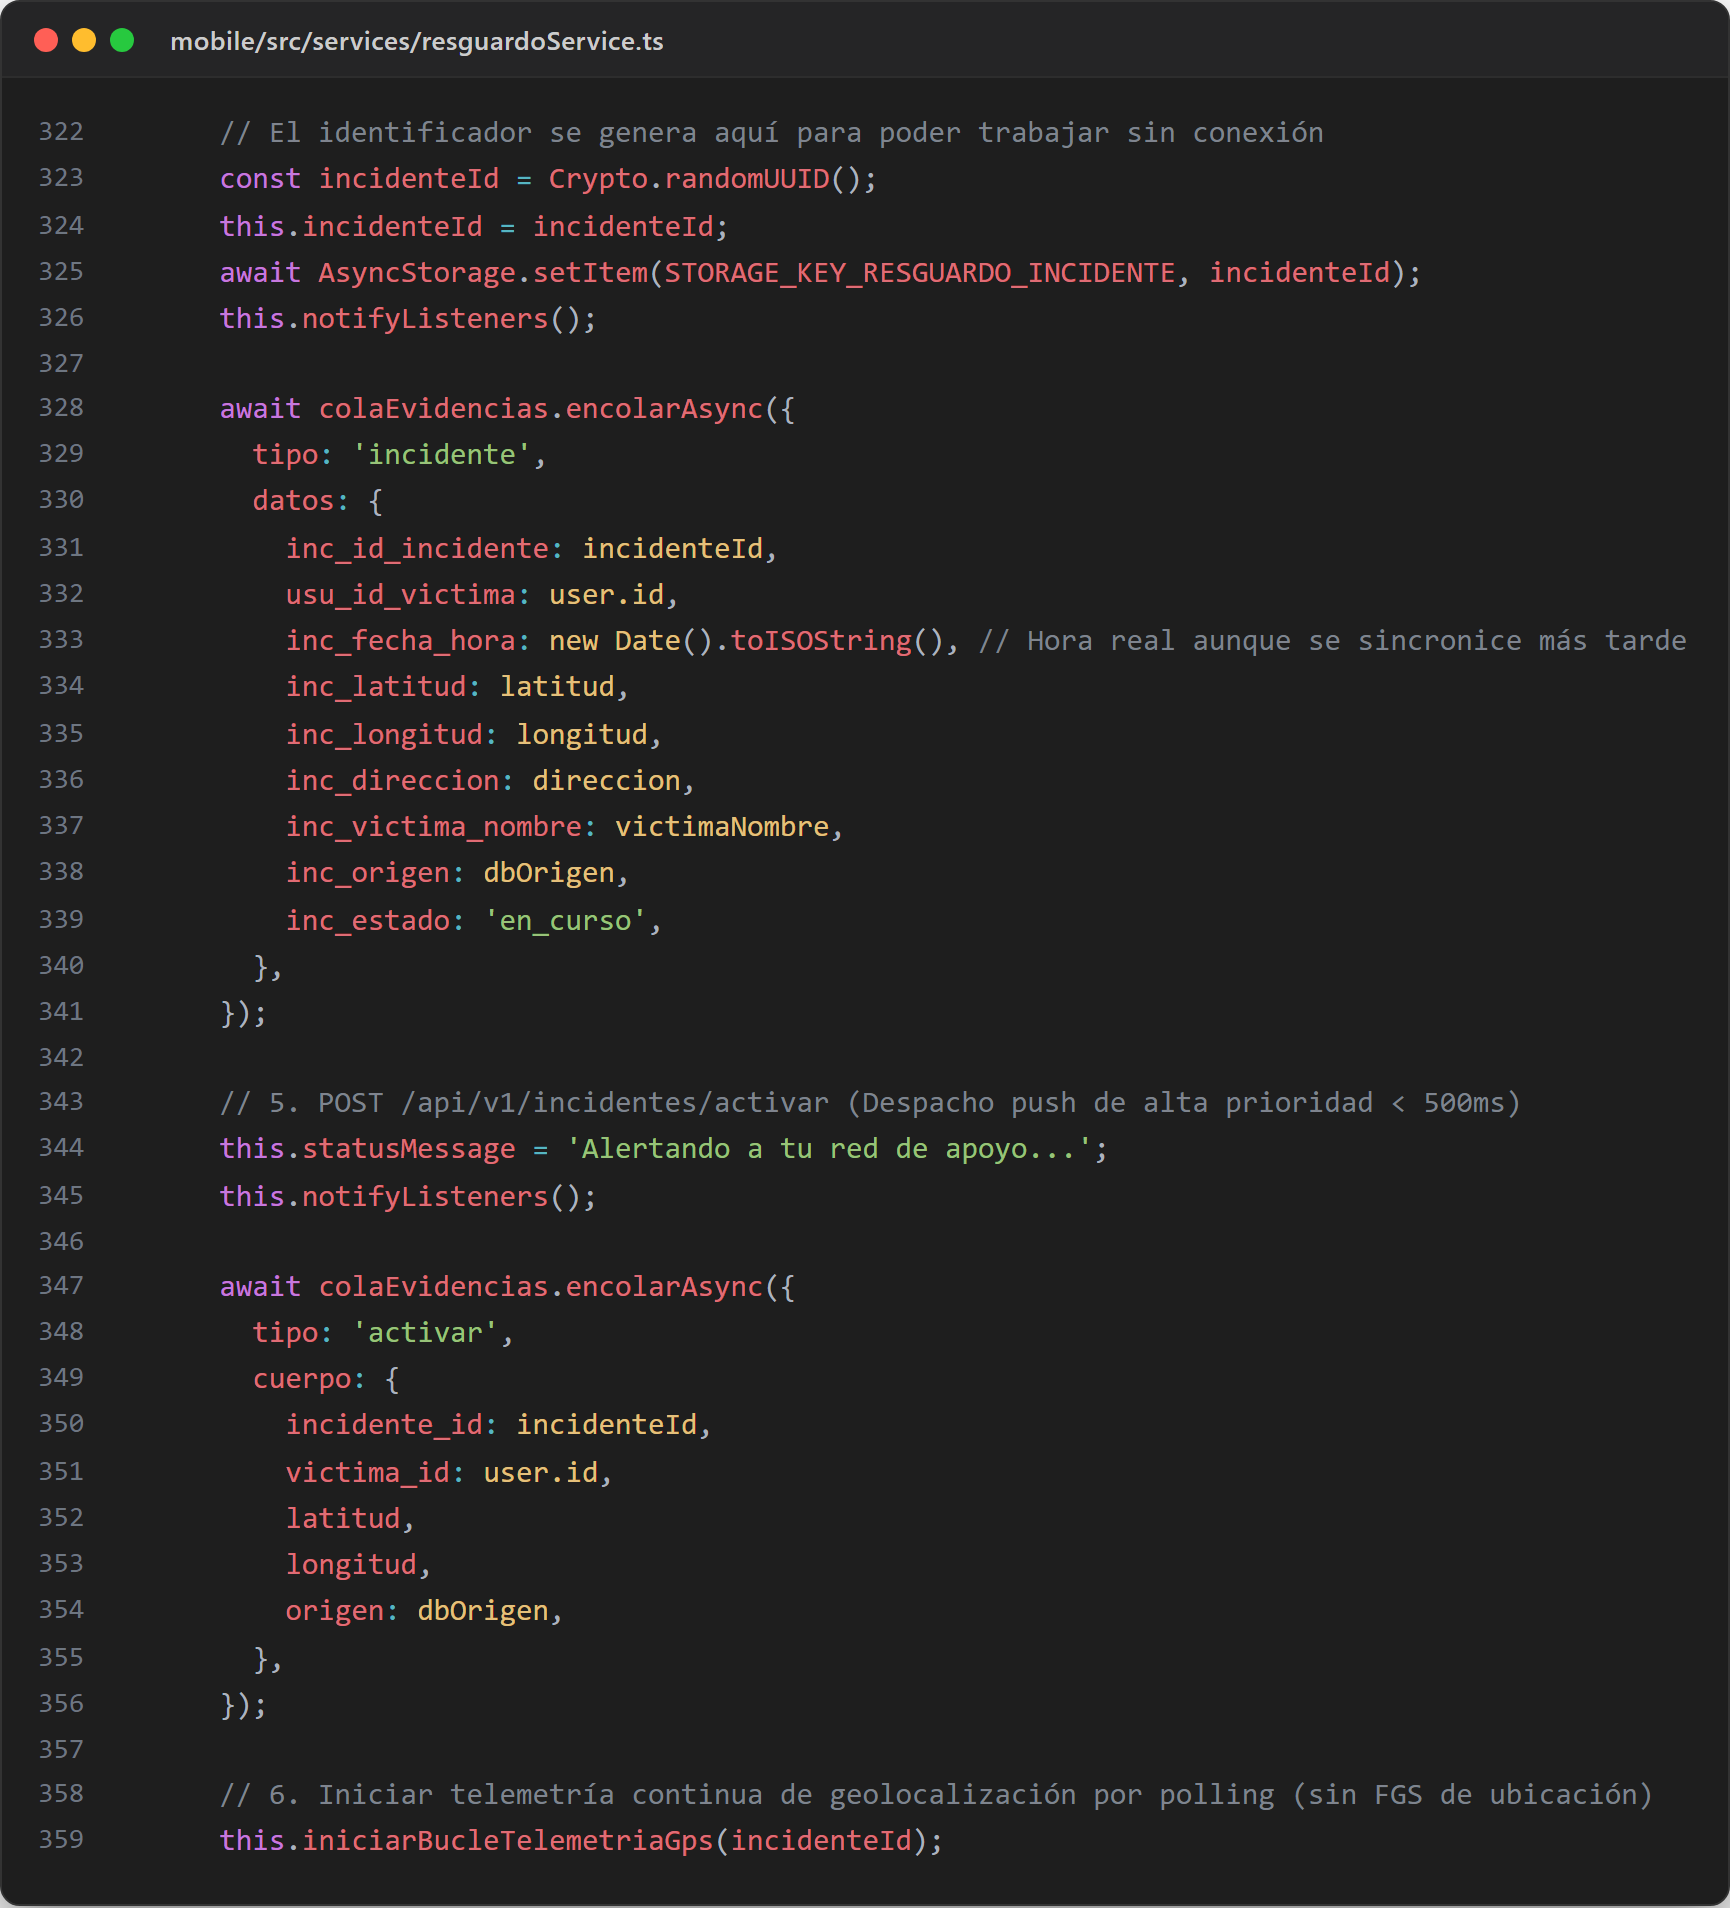 mobile/src/services/resguardoService.ts
322 // El identificador se genera aquí para poder trabajar sin conexión
323 const incidenteId = Crypto.randomUUID();
324 this.incidenteId = incidenteId;
325 await AsyncStorage.setItem(STORAGE_KEY_RESGUARDO_INCIDENTE, incidenteId);
326 this.notifyListeners();
327
328 await colaEvidencias.encolarAsync({
329 tipo: 'incidente',
330 datos: {
331 inc_id_incidente: incidenteId,
332 usu_id_victima: user.id,
333 inc_fecha_hora: new Date().toISOString(), // Hora real aunque se sincronice más tarde
334 inc_latitud: latitud,
335 inc_longitud: longitud,
336 inc_direccion: direccion,
337 inc_victima_nombre: victimaNombre,
338 inc_origen: dbOrigen,
339 inc_estado: 'en_curso',
340 },
341 });
342
343 // 5. POST /api/v1/incidentes/activar (Despacho push de alta prioridad < 500ms)
344 this.statusMessage = 'Alertando a tu red de apoyo...';
345 this.notifyListeners();
346
347 await colaEvidencias.encolarAsync({
348 tipo: 'activar',
349 cuerpo: {
350 incidente_id: incidenteId,
351 victima_id: user.id,
352 latitud,
353 longitud,
354 origen: dbOrigen,
355 },
356 });
357
358 // 6. Iniciar telemetría continua de geolocalización por polling (sin FGS de ubicación)
359 this.iniciarBucleTelemetriaGps(incidenteId);